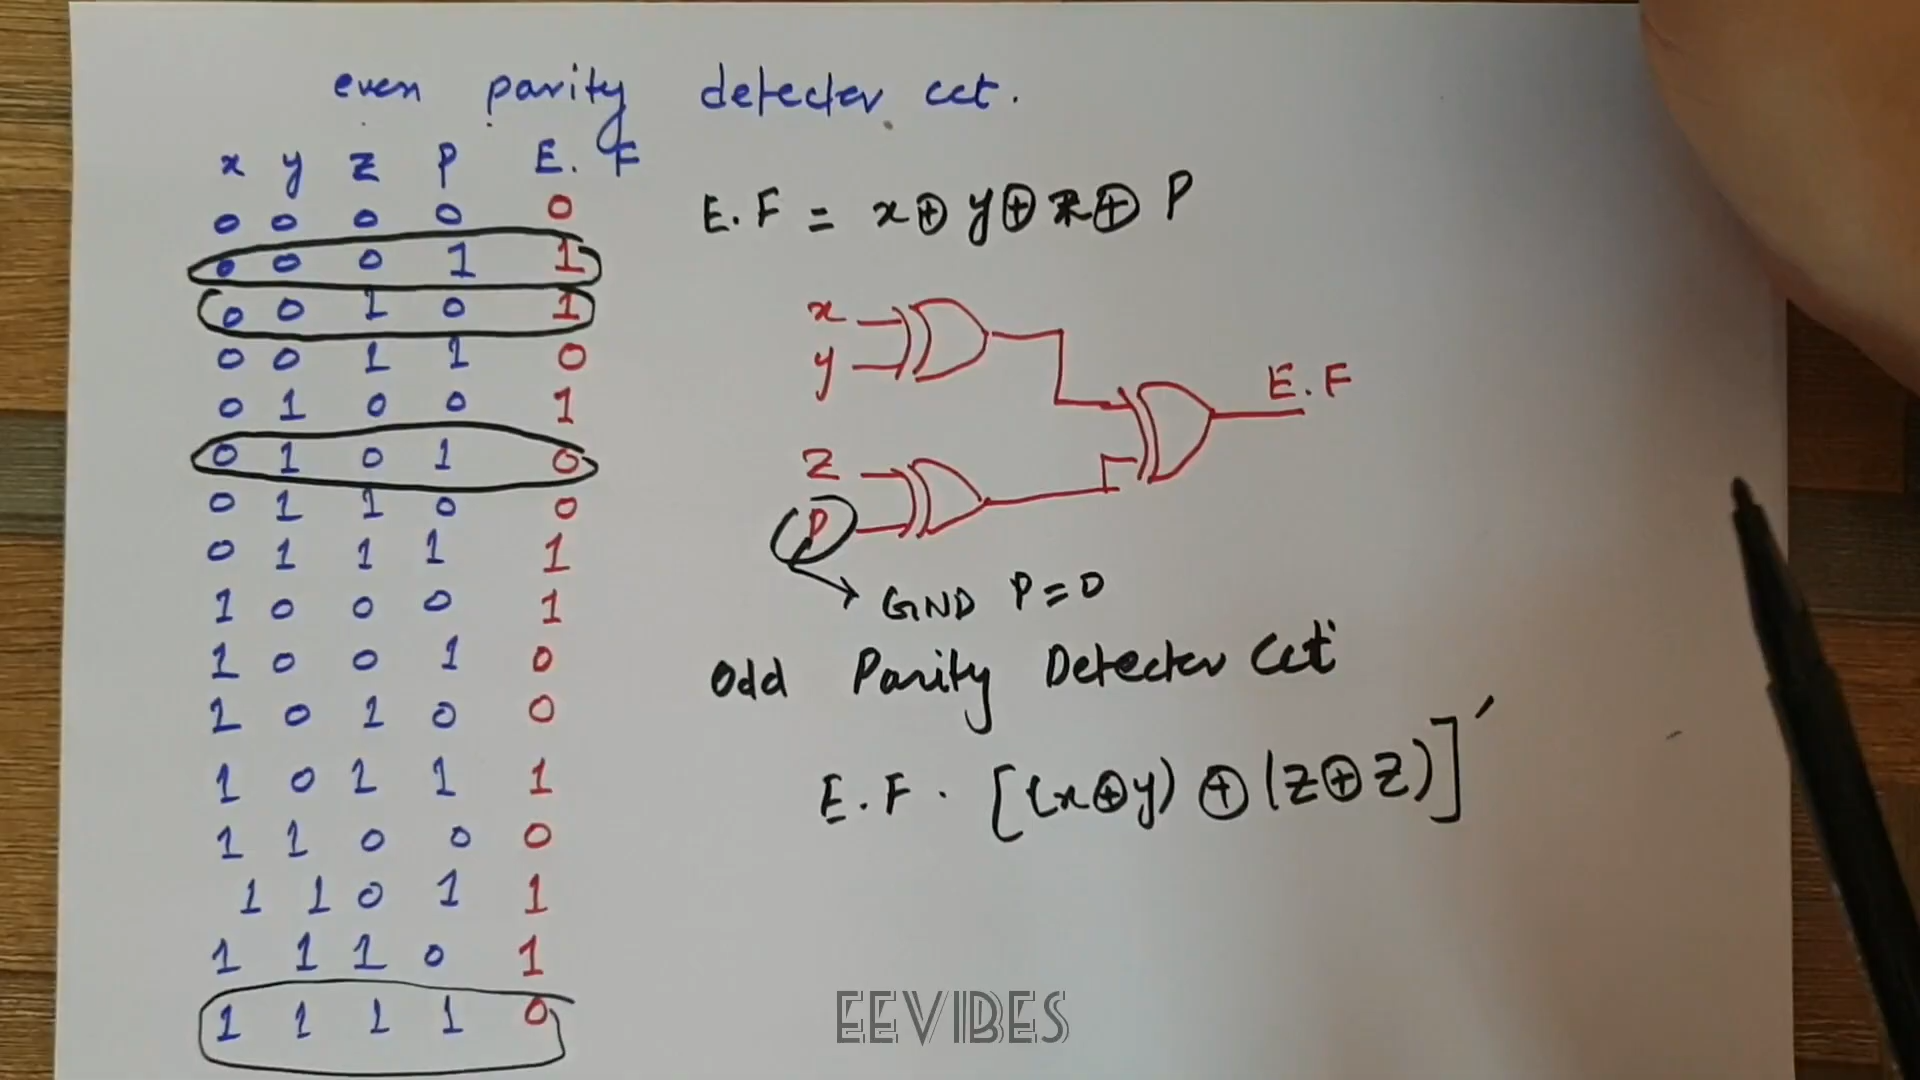 even parity detecter cct.
x y z P E.F
0 0 0 0 0
0 0 0 1 1
0 0 1 0 1
0 0 1 1 0
0 1 0 0 1
0 1 0 1 0
0 1 1 0 0
0 1 1 1 1
1 0 0 0 1
1 0 0 1 0
1 0 1 0 0
1 0 1 1 1
1 1 0 0 0
1 1 0 1 1
1 1 1 0 1
1 1 1 1 0
E.F = x⊕y⊕z⊕P
x
y
z
P
E.F
GND P=0
Odd Parity Detecter Cct
E.F. [(x⊕y)⊕(z⊕z)]'
EEVIBES